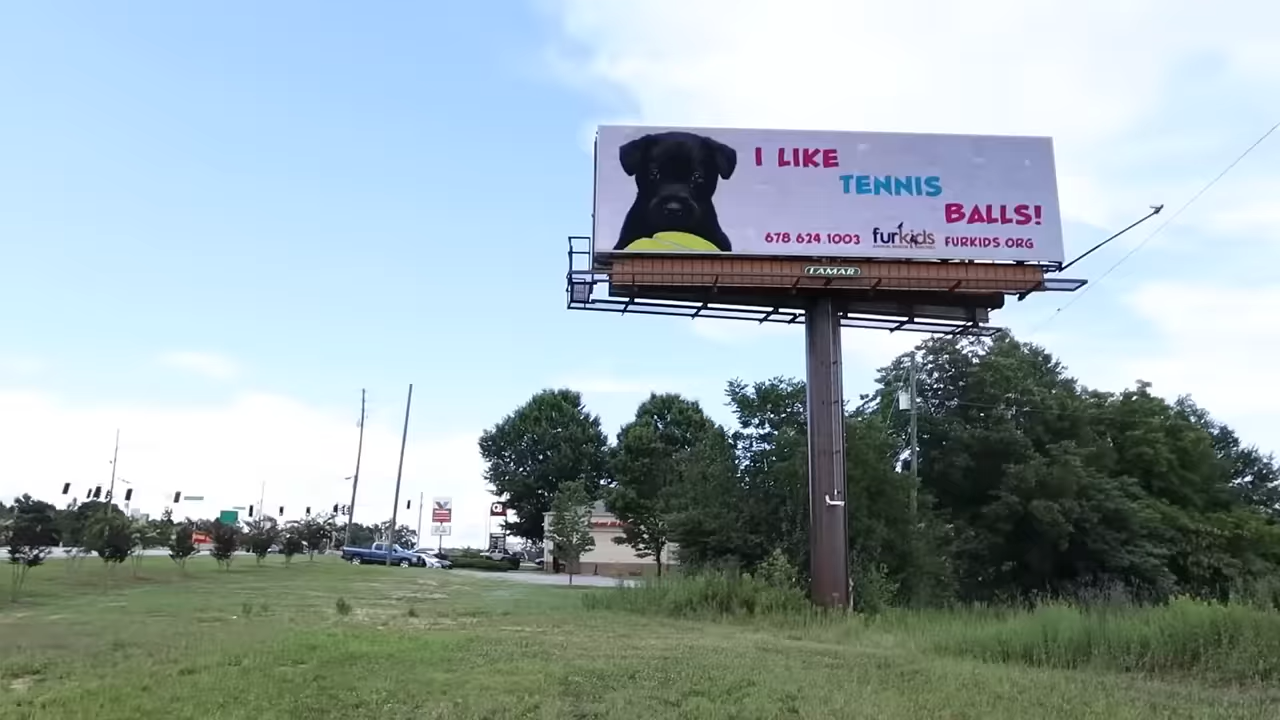 I LIKE
TENNIS
BALLS!
678.624.1003
furkids
FURKIDS.ORG
LAMAR